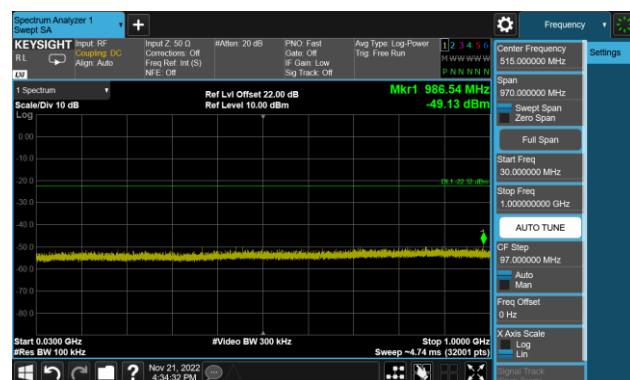 Spectrum Analyzer 1
Swept SA
Frequency
KEYSIGHT
R L
LXI
Input: RF
Coupling: DC
Align: Auto
Input Z: 50 Ω
Corrections: Off
Freq Ref: Int (S)
NFE: Off
#Atten: 20 dB
PNO: Fast
Gate: Off
IF Gain: Low
Sig Track: Off
Avg Type: Log-Power
Trig: Free Run
1 2 3 4 5 6
M W W W W W
P N N N N N
Center Frequency
515.000000 MHz
Settings
Span
970.000000 MHz
Swept Span
Zero Span
Full Span
Start Freq
30.000000 MHz
Stop Freq
1.000000000 GHz
AUTO TUNE
CF Step
97.000000 MHz
Auto
Man
Freq Offset
0 Hz
X Axis Scale
Log
Lin
Signal Track
1 Spectrum
Scale/Div 10 dB
Log
Ref Lvl Offset 22.00 dB
Ref Level 10.00 dBm
Mkr1 986.54 MHz
-49.13 dBm
0.00
-10.0
-20.0
DL1 -22.32 dBm
-30.0
-40.0
1
-50.0
-60.0
-70.0
-80.0
Start 0.0300 GHz
#Res BW 100 kHz
#Video BW 300 kHz
Stop 1.0000 GHz
Sweep ~4.74 ms (32001 pts)
Nov 21, 2022
4:34:32 PM